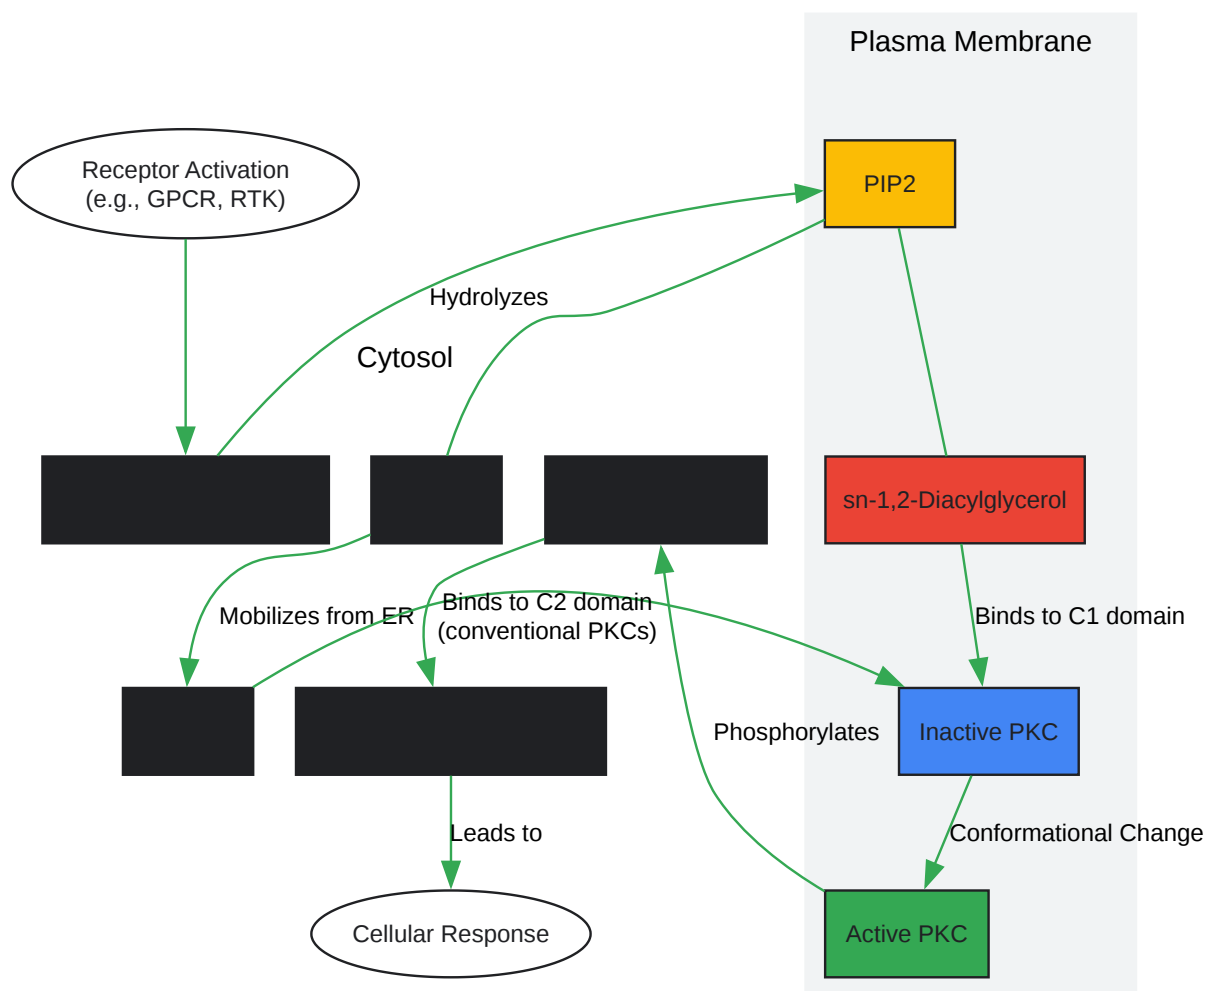 Plasma Membrane
Receptor Activation
(e.g., GPCR, RTK)
PIP2
Hydrolyzes
Cytosol
sn-1,2-Diacylglycerol
Mobilizes from ER
Binds to C2 domain
(conventional PKCs)
Binds to C1 domain
Phosphorylates
Inactive PKC
Leads to
Conformational Change
Cellular Response
Active PKC